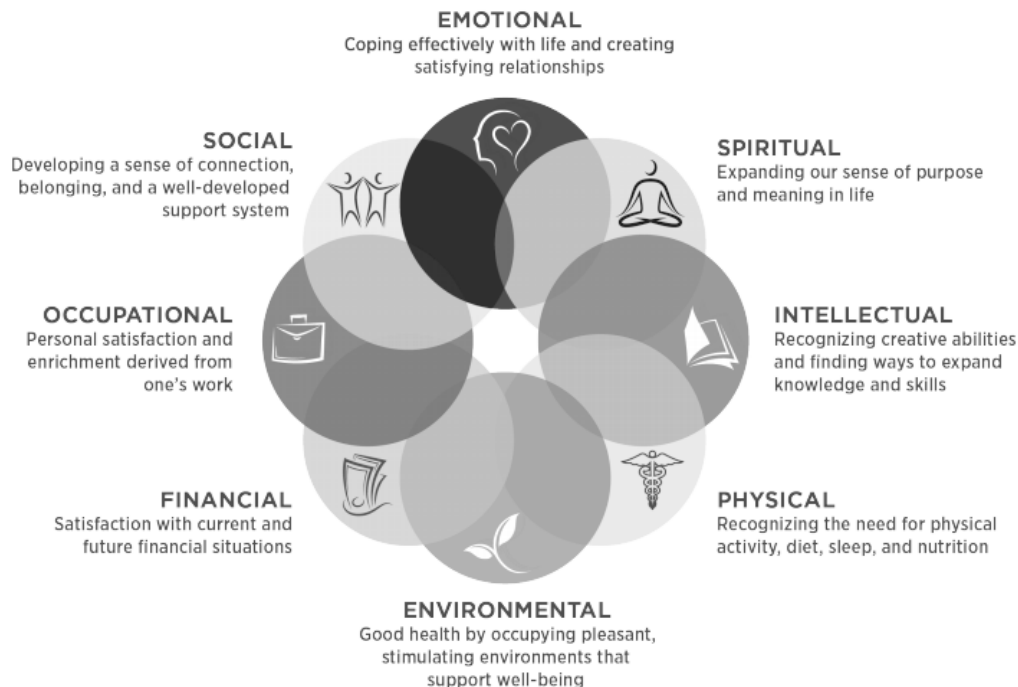 EMOTIONAL
Coping effectively with life and creating
satisfying relationships
SOCIAL
Developing a sense of connection,
belonging, and a well-developed
support system
SPIRITUAL
Expanding our sense of purpose
and meaning in life
OCCUPATIONAL
Personal satisfaction and
enrichment derived from
one's work
INTELLECTUAL
Recognizing creative abilities
and finding ways to expand
knowledge and skills
FINANCIAL
Satisfaction with current and
future financial situations
PHYSICAL
Recognizing the need for physical
activity, diet, sleep, and nutrition
ENVIRONMENTAL
Good health by occupying pleasant,
stimulating environments that
support well-being